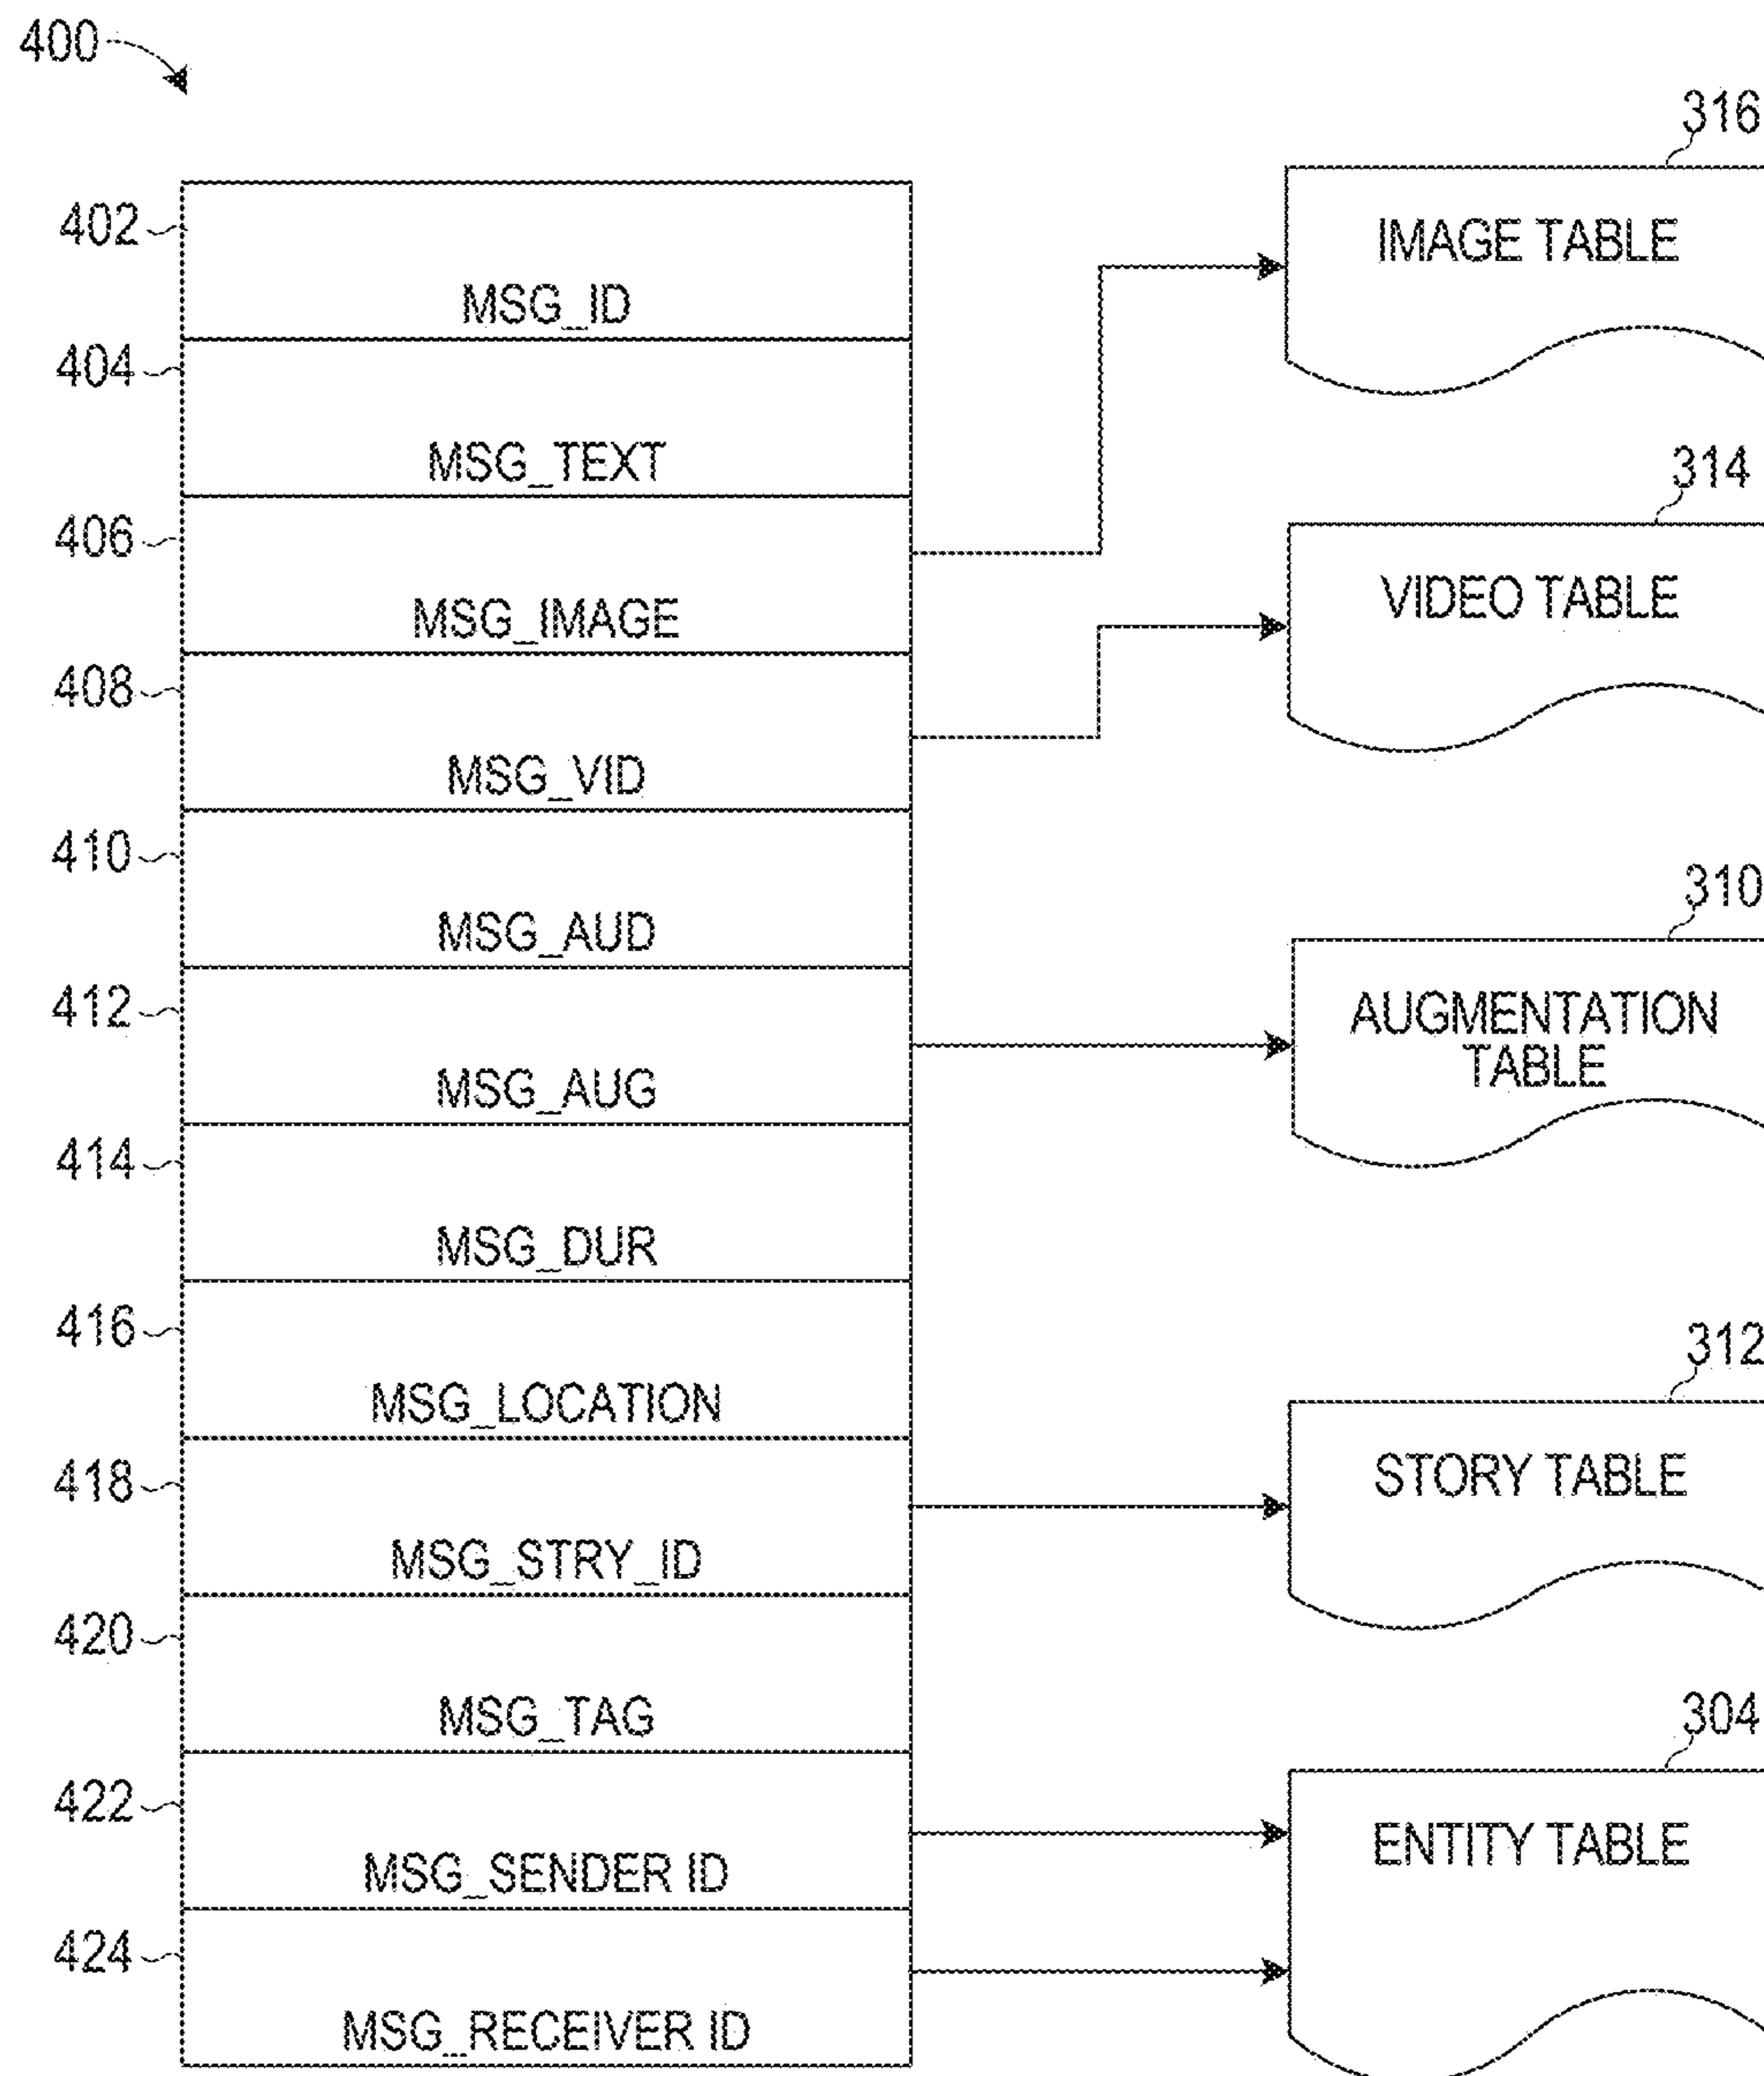 400
316
402
IMAGE TABLE
MSG_ID
404
MSG_TEXT
314
406
VIDEO TABLE
MSG_IMAGE
408
MSG_VID
410
310
MSG_AUD
412
AUGMENTATION
TABLE
MSG_AUG
414
MSG_DUR
416
312
MSG_LOCATION
418
STORY TABLE
MSG_STRY_ID
420
304
MSG_TAG
422
ENTITY TABLE
MSG_SENDER ID
424
MSG_RECEIVER ID